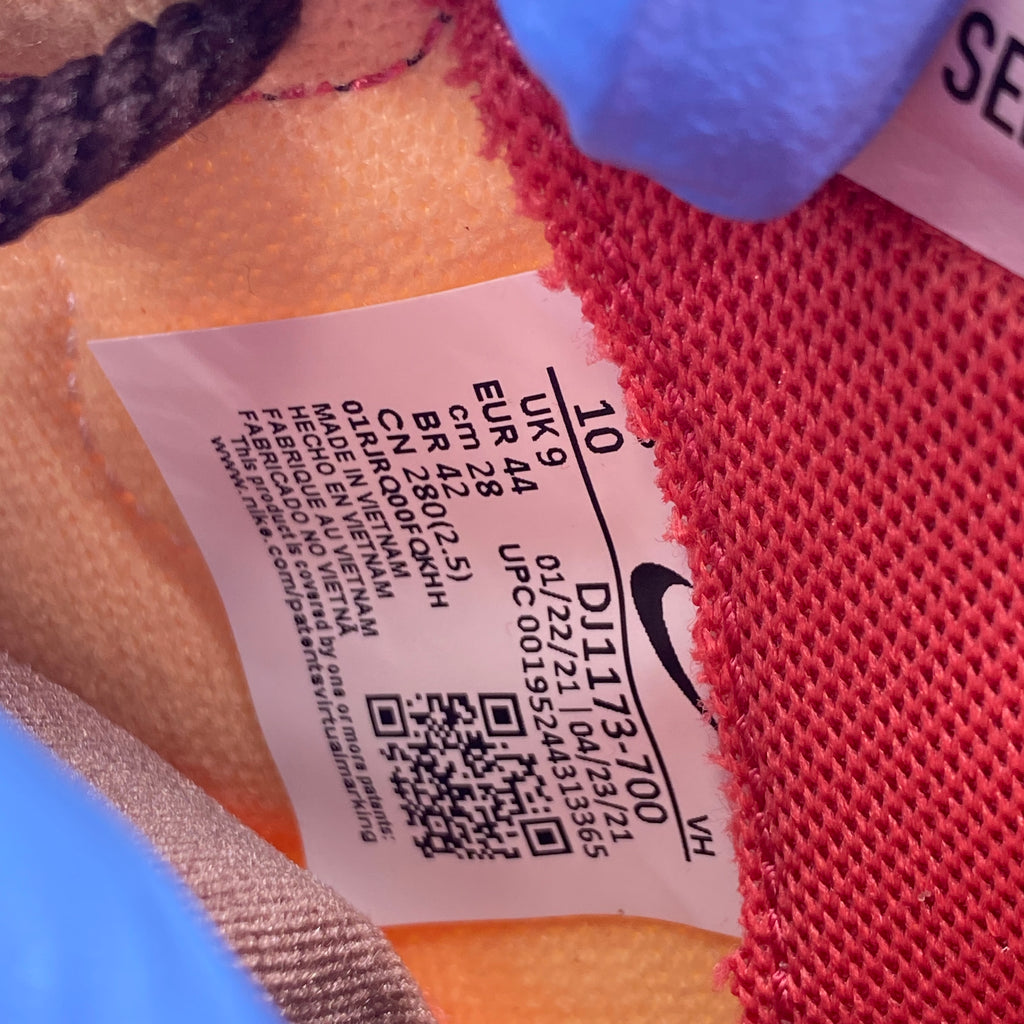 SE
10
UK 9
EUR 44
cm 28
BR 42
CN 280(2.5)
01RJRQ00FQKHH
MADE IN VIETNAM
HECHO EN VIETNAM
FABRIQUE AU VIETNAM
FABRICADO NO VIETNÃ
This product is covered by one or more patents:
www.nike.com/patentsvirtualmarking
VH
DJ1173-700
01/22/21 | 04/23/21
UPC 00195244313365